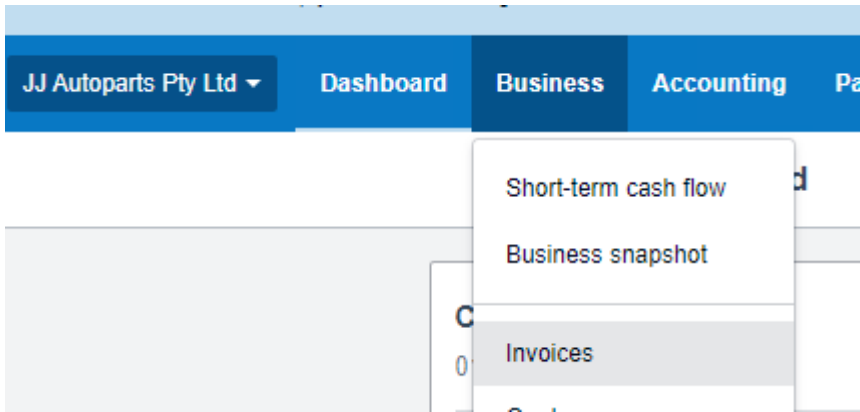 JJ Autoparts Pty Ltd Dashboard Business Accounting
Short-term cash flow
Business snapshot
Invoices